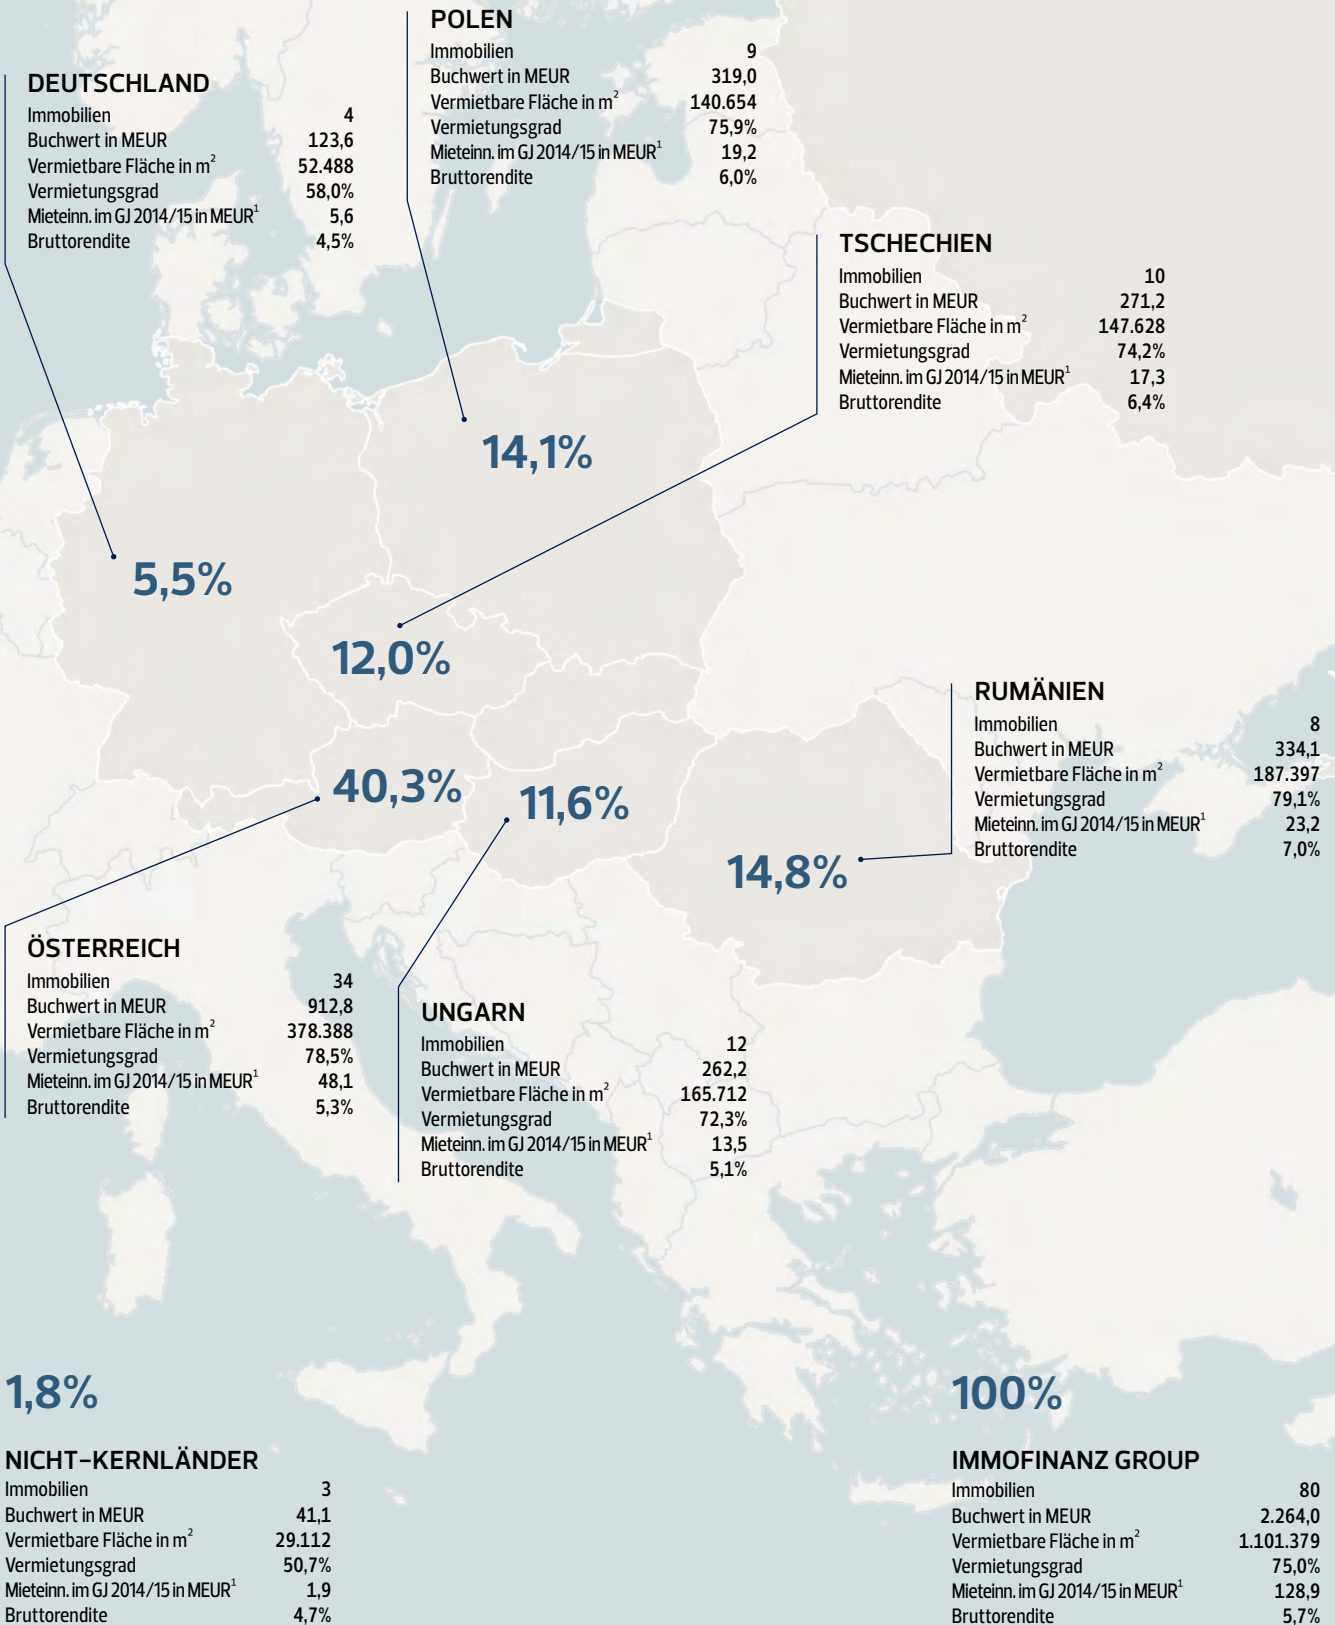 POLEN
Immobilien 9
Buchwert in MEUR 319,0
Vermietbare Fläche in m² 140.654
Vermietungsgrad 75,9%
Mieteinn. im GJ 2014/15 in MEUR¹ 19,2
Bruttorendite 6,0%
DEUTSCHLAND
Immobilien 4
Buchwert in MEUR 123,6
Vermietbare Fläche in m² 52.488
Vermietungsgrad 58,0%
Mieteinn. im GJ 2014/15 in MEUR¹ 5,6
Bruttorendite 4,5%
TSCHECHIEN
Immobilien 10
Buchwert in MEUR 271,2
Vermietbare Fläche in m² 147.628
Vermietungsgrad 74,2%
Mieteinn. im GJ 2014/15 in MEUR¹ 17,3
Bruttorendite 6,4%
14,1%
5,5%
12,0%
RUMÄNIEN
Immobilien 8
Buchwert in MEUR 334,1
Vermietbare Fläche in m² 187.397
Vermietungsgrad 79,1%
Mieteinn. im GJ 2014/15 in MEUR¹ 23,2
Bruttorendite 7,0%
40,3%
11,6%
14,8%
ÖSTERREICH
Immobilien 34
Buchwert in MEUR 912,8
Vermietbare Fläche in m² 378.388
Vermietungsgrad 78,5%
Mieteinn. im GJ 2014/15 in MEUR¹ 48,1
Bruttorendite 5,3%
UNGARN
Immobilien 12
Buchwert in MEUR 262,2
Vermietbare Fläche in m² 165.712
Vermietungsgrad 72,3%
Mieteinn. im GJ 2014/15 in MEUR¹ 13,5
Bruttorendite 5,1%
1,8%
NICHT-KERNLÄNDER
Immobilien 3
Buchwert in MEUR 41,1
Vermietbare Fläche in m² 29.112
Vermietungsgrad 50,7%
Mieteinn. im GJ 2014/15 in MEUR¹ 1,9
Bruttorendite 4,7%
100%
IMMOFINANZ GROUP
Immobilien 80
Buchwert in MEUR 2.264,0
Vermietbare Fläche in m² 1.101.379
Vermietungsgrad 75,0%
Mieteinn. im GJ 2014/15 in MEUR¹ 128,9
Bruttorendite 5,7%